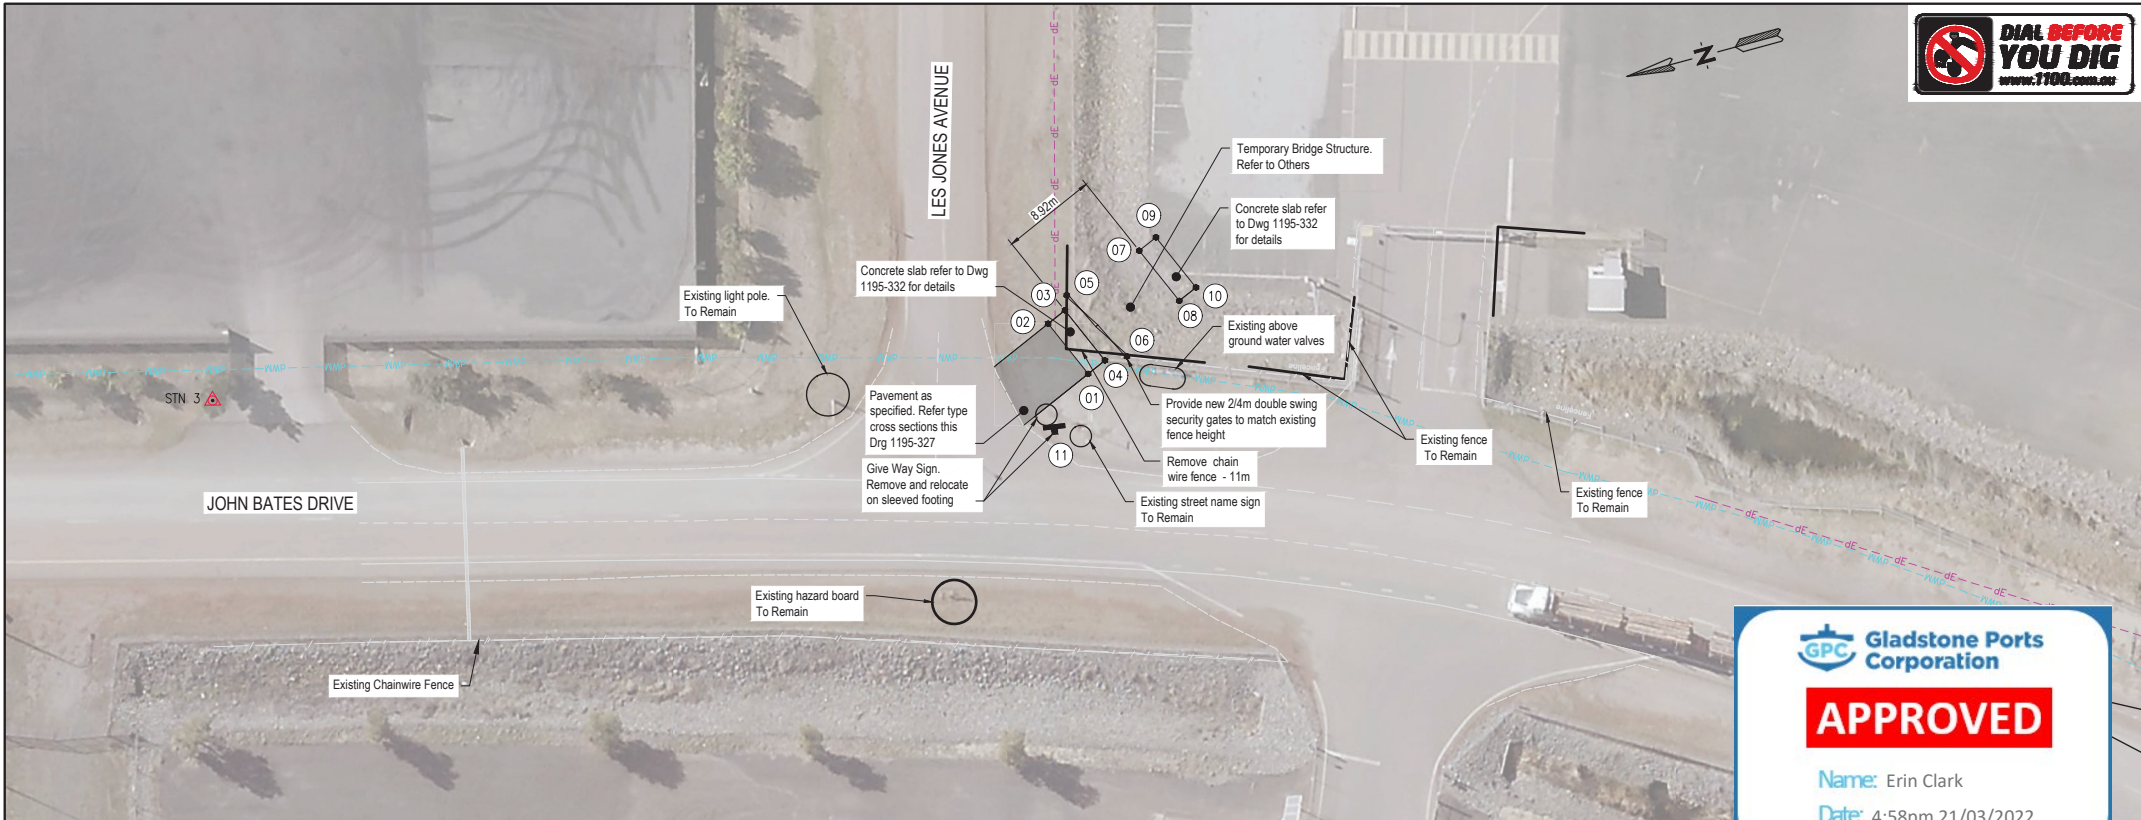 DIAL BEFORE
YOU DIG
www.1100.com.au
N
LES JONES AVENUE
Temporary Bridge Structure.
Refer to Others
Concrete slab refer
to Dwg 1195-332
for details
8.92m
09
07
10
08
05
03
02
06
04
01
11
Concrete slab refer to Dwg
1195-332 for details
Existing light pole.
To Remain
Existing above
ground water valves
STN 3
Pavement as
specified. Refer type
cross sections this
Drg 1195-327
Give Way Sign.
Remove and relocate
on sleeved footing
Provide new 2/4m double swing
security gates to match existing
fence height
Remove chain
wire fence - 11m
Existing street name sign
To Remain
Existing fence
To Remain
Existing fence
To Remain
JOHN BATES DRIVE
Existing hazard board
To Remain
Existing Chainwire Fence
GPC
Gladstone Ports
Corporation
APPROVED
Name: Erin Clark
Date: 4:58pm 21/03/2022